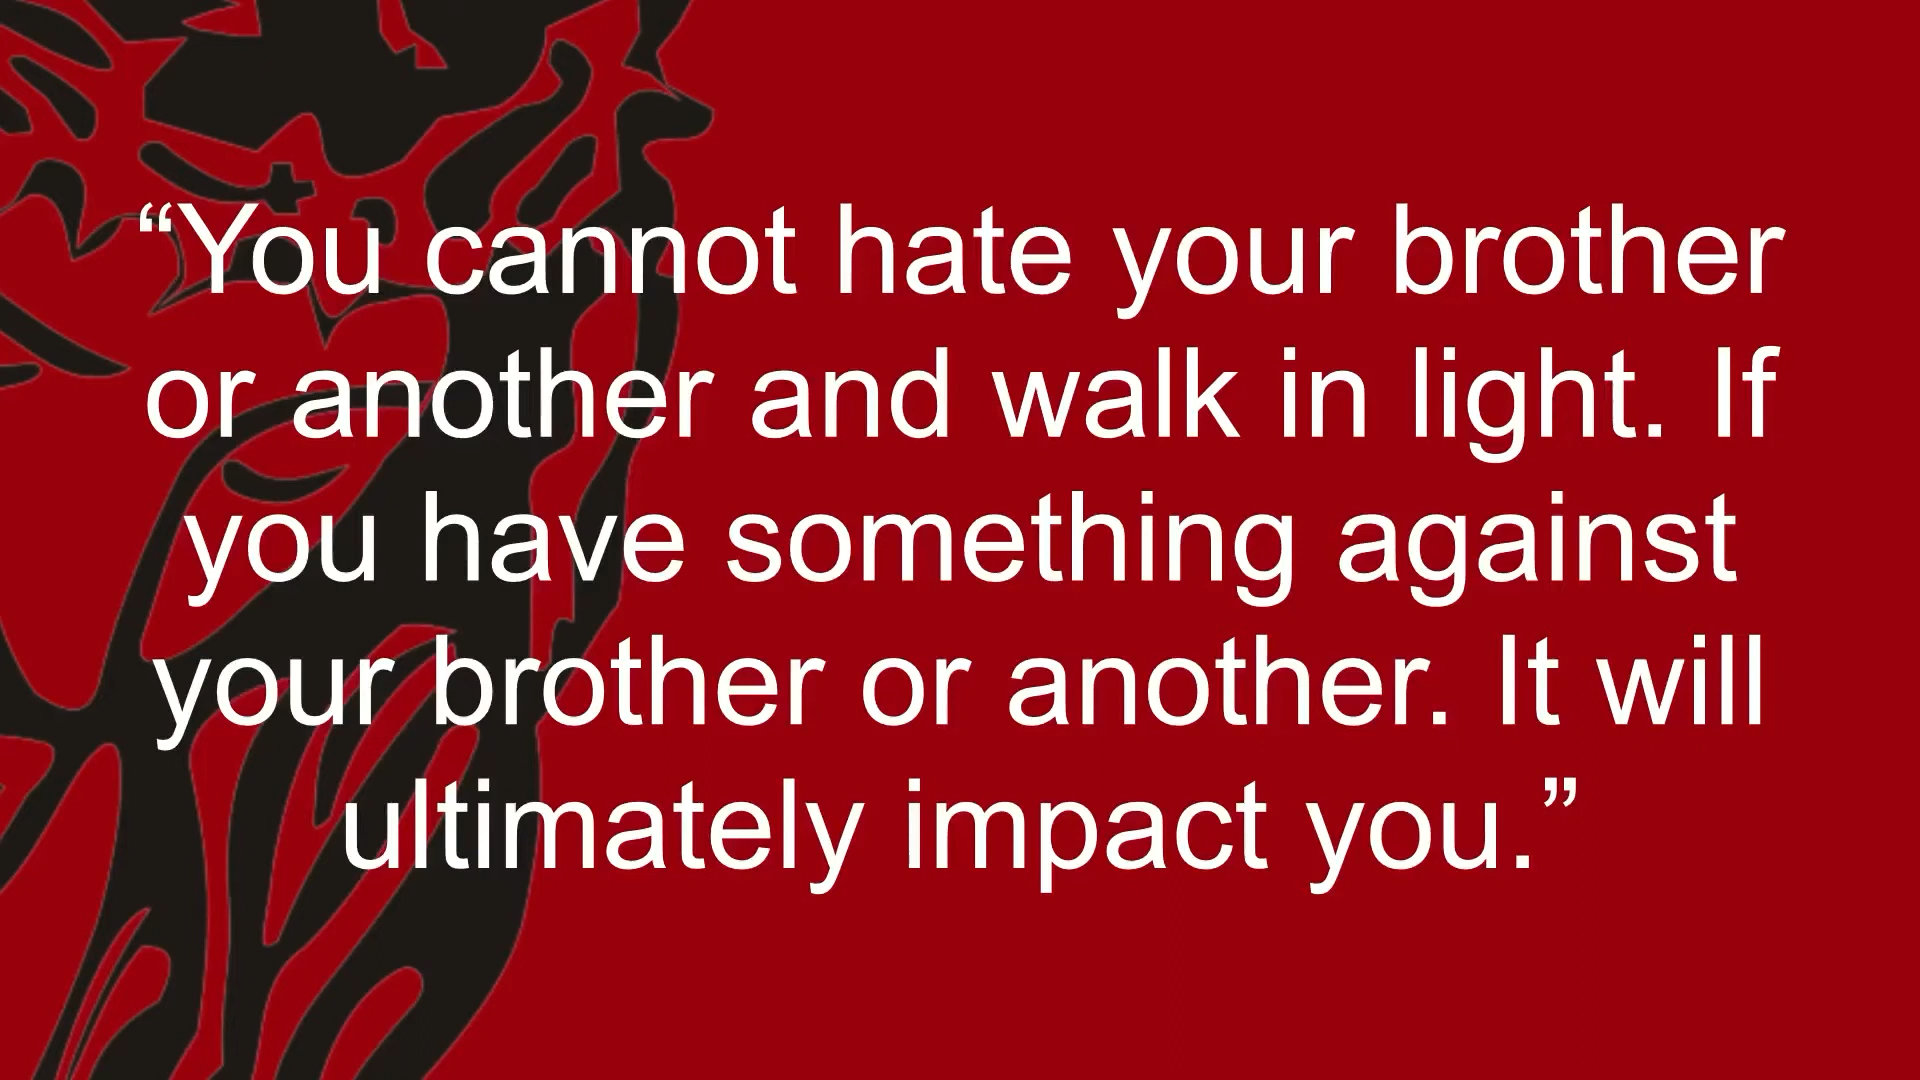 “You cannot hate your brother
or another and walk in light. If
you have something against
your brother or another. It will
ultimately impact you.”